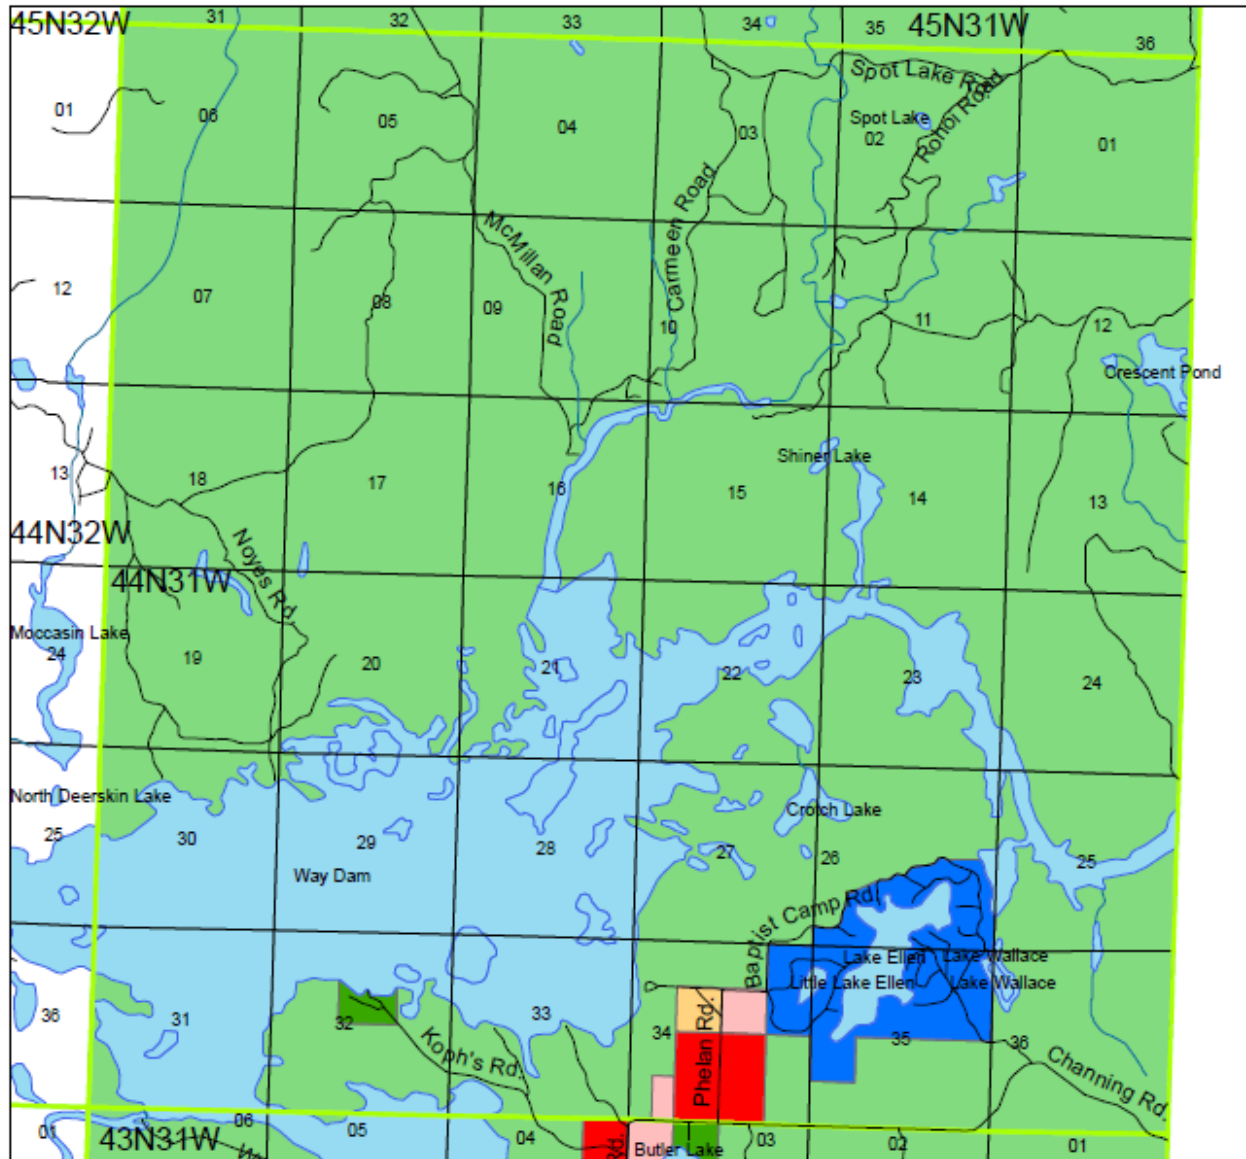 45N32W
31
32
33
34
35
45N31W
36
Spot Lake Rd.
01
06
05
04
03
Spot Lake
02
Rohol Road
01
Carmeen Road
McMillan Road
12
07
08
09
10
11
12
Crescent Pond
Shiner Lake
13
18
17
16
15
14
13
44N32W
Noyes Rd.
44N31W
Moccasin Lake
24
19
20
21
22
23
24
North Deerskin Lake
25
30
29
28
Crotch Lake
27
26
25
Way Dam
Baptist Camp Rd.
Lake Ellen
Lake Wallace
Little Lake Ellen
Lake Wallace
36
31
32
33
34
Phelan Rd.
35
36
Koph's Rd.
Channing Rd.
01
43N31W
06
05
04
Rd.
Butler Lake
03
02
01